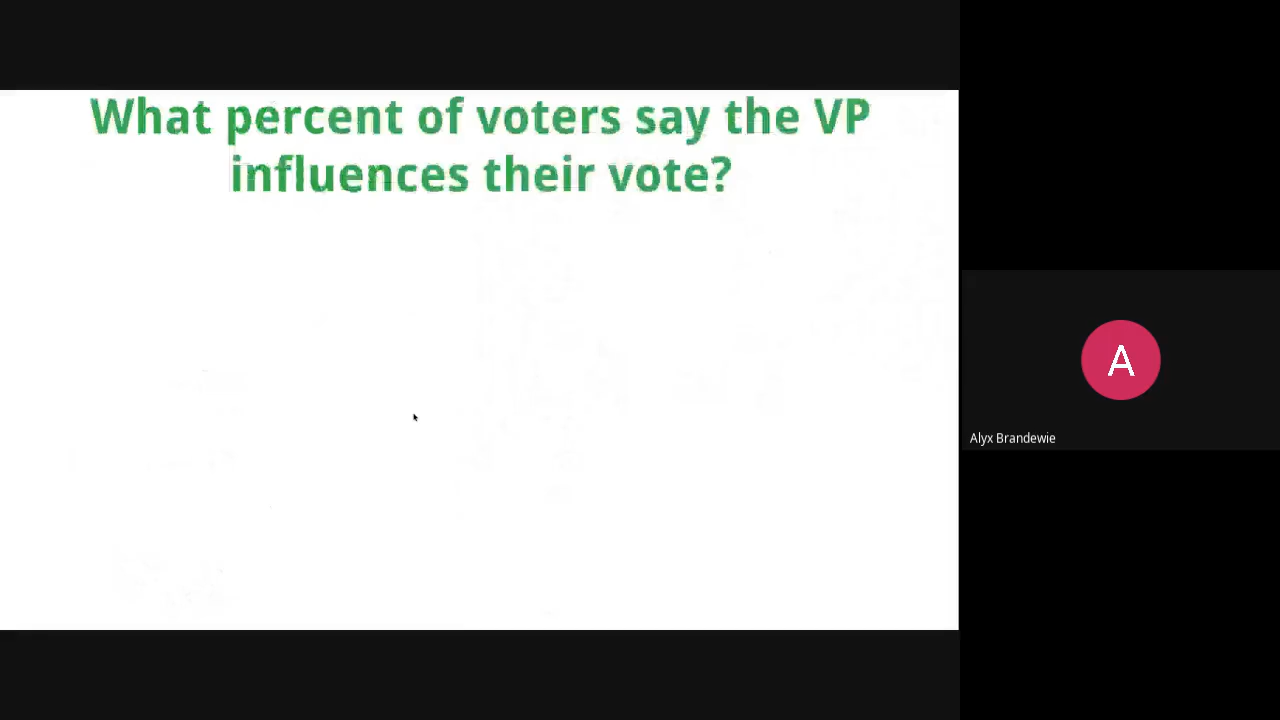 What percent of voters say the VP
influences their vote?
A
Alyx Brandewie